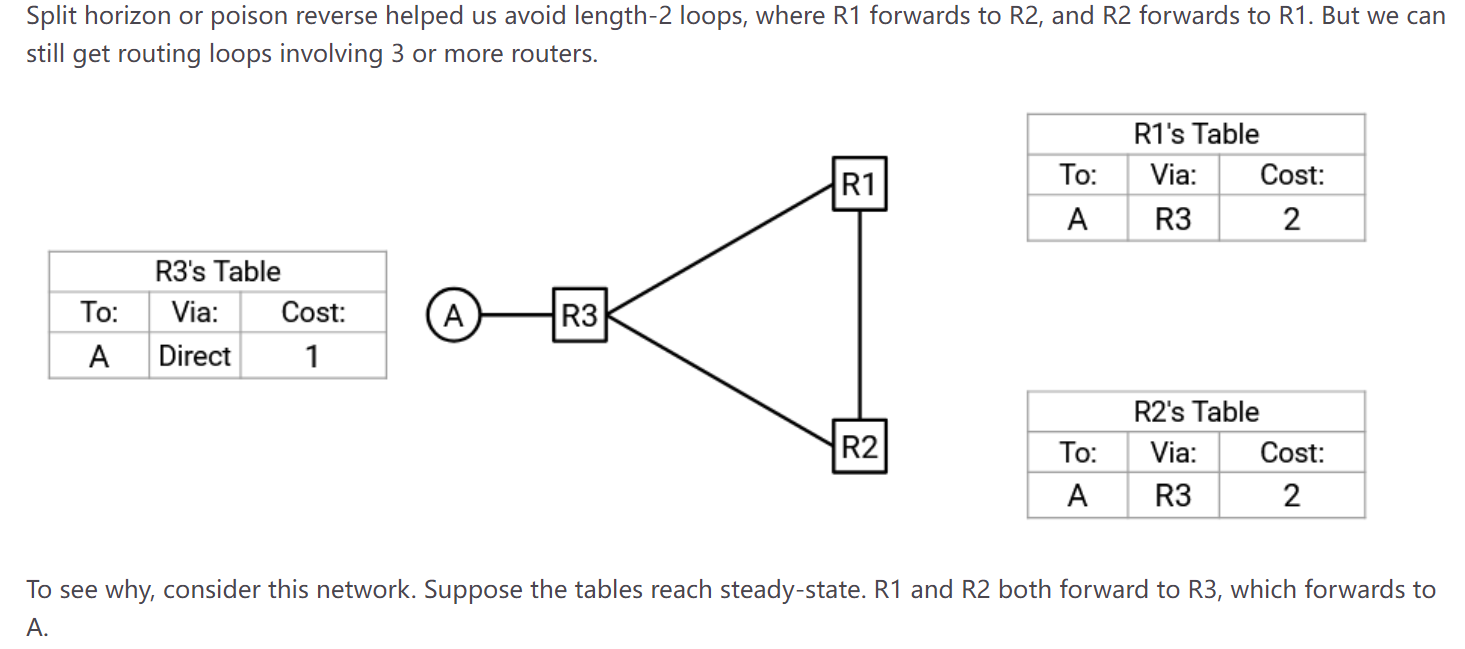 Split horizon or poison reverse helped us avoid length-2 loops, where R1 forwards to R2, and R2 forwards to R1. But we can
still get routing loops involving 3 or more routers.
R1's Table
To: Via: Cost:
A R3 2
R3's Table
To: Via: Cost:
A Direct 1
A
R3
R1
R2
R2's Table
To: Via: Cost:
A R3 2
To see why, consider this network. Suppose the tables reach steady-state. R1 and R2 both forward to R3, which forwards to
A.